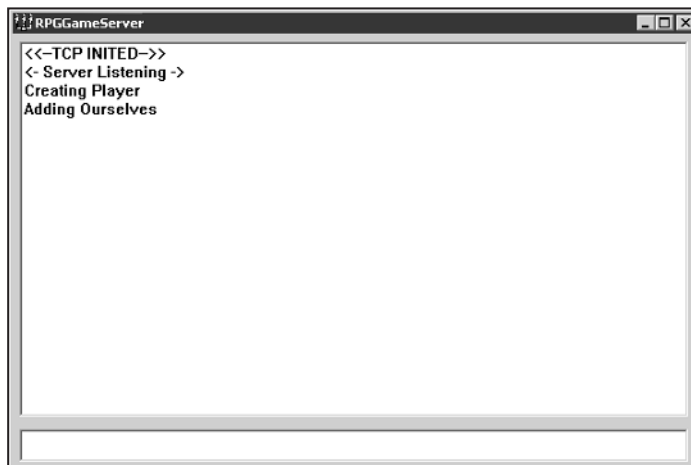 RPGGameServer
<<–TCP INITED–>>
<- Server Listening ->
Creating Player
Adding Ourselves